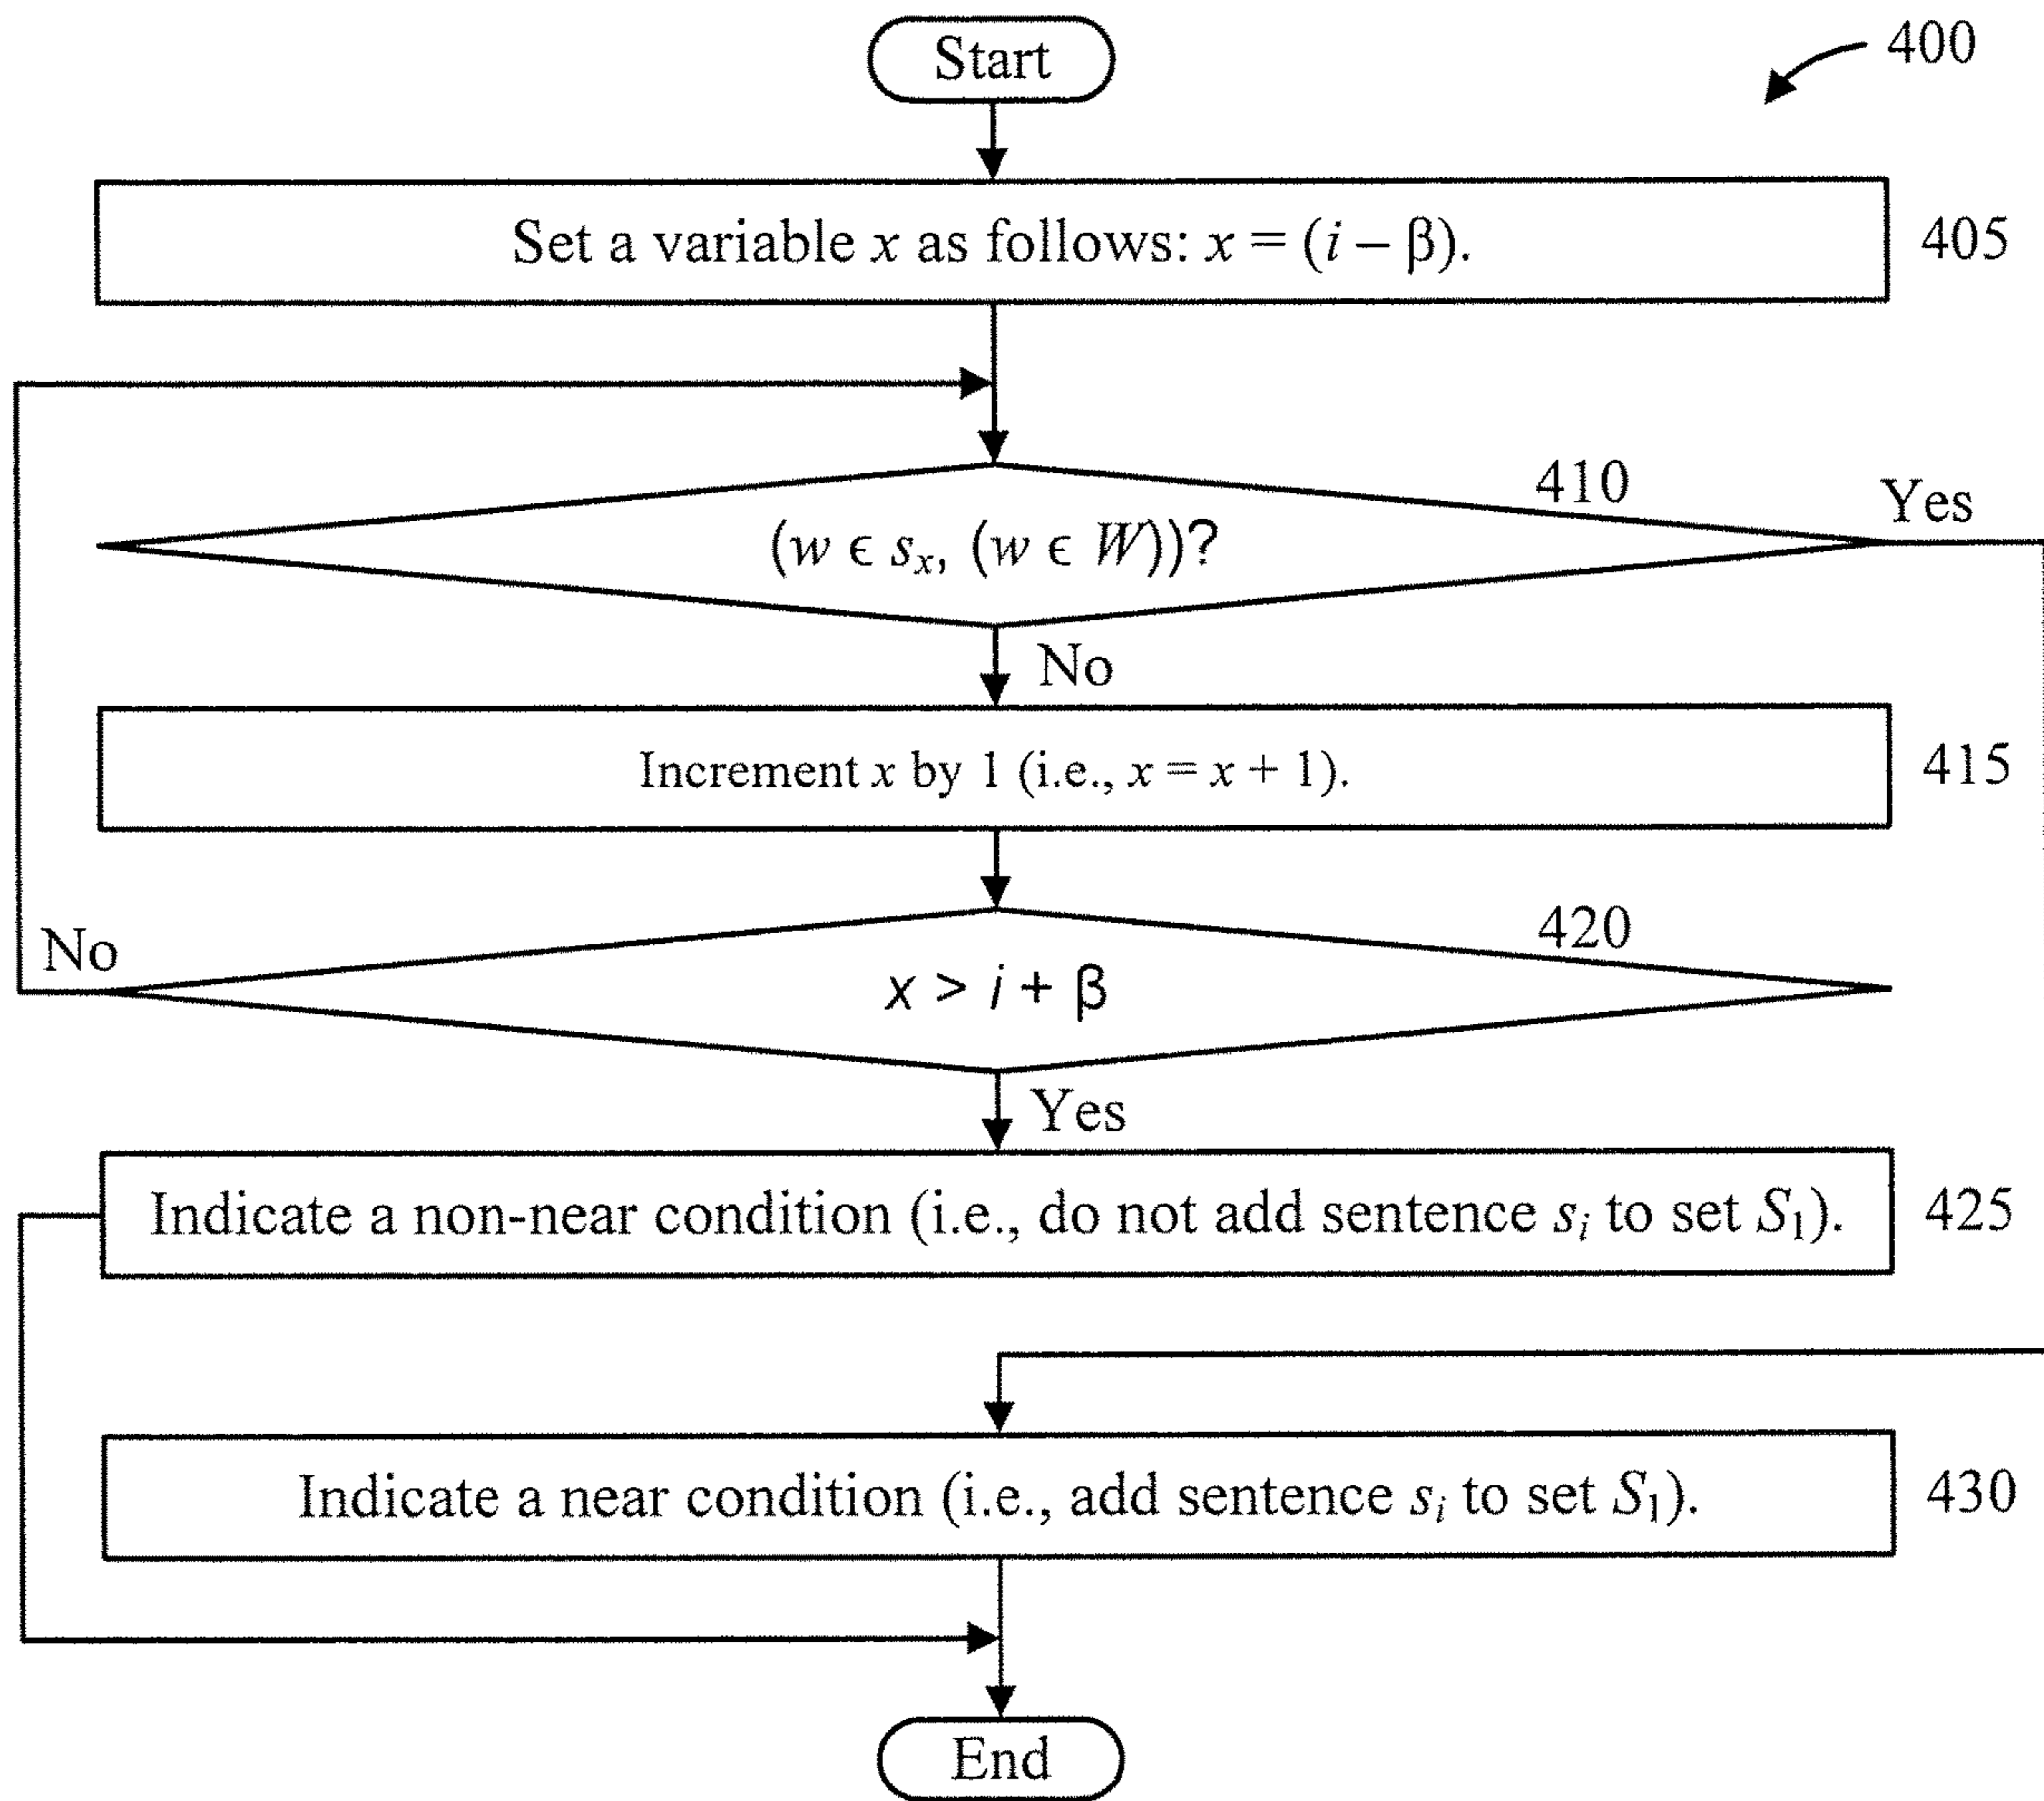 Start
400
Set a variable x as follows: x = (i – β).
405
410
Yes
(w ϵ sₓ, (w ϵ W))?
No
Increment x by 1 (i.e., x = x + 1).
415
420
No
x > i + β
Yes
Indicate a non-near condition (i.e., do not add sentence sᵢ to set S₁).
425
Indicate a near condition (i.e., add sentence sᵢ to set S₁).
430
End